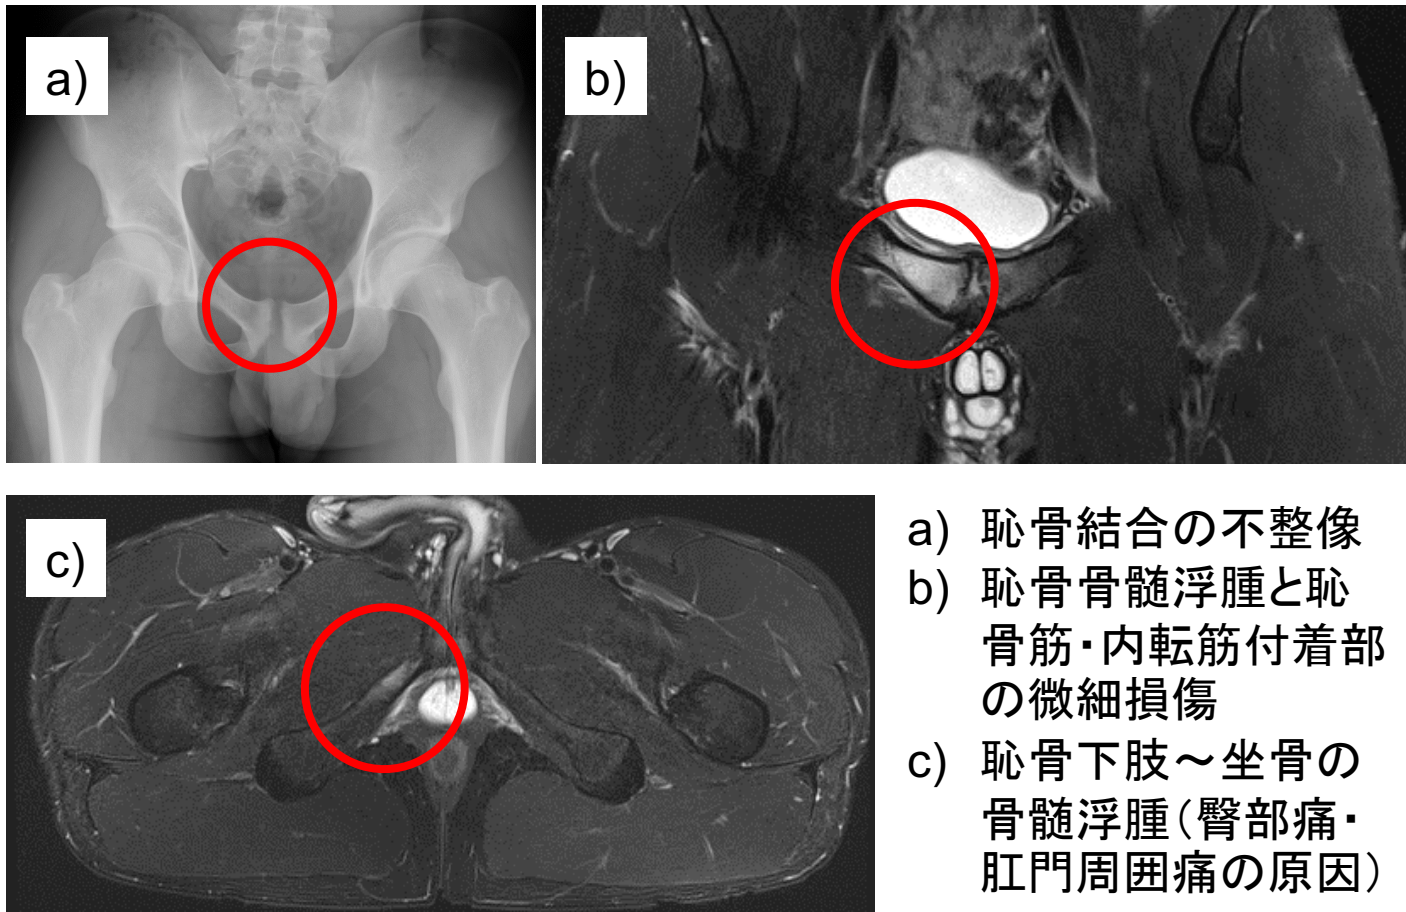 a)
b)
c)
a) 恥骨結合の不整像
b) 恥骨骨髄浮腫と恥
骨筋・内転筋付着部
の微細損傷
c) 恥骨下肢～坐骨の
骨髄浮腫(臀部痛・
肛門周囲痛の原因)